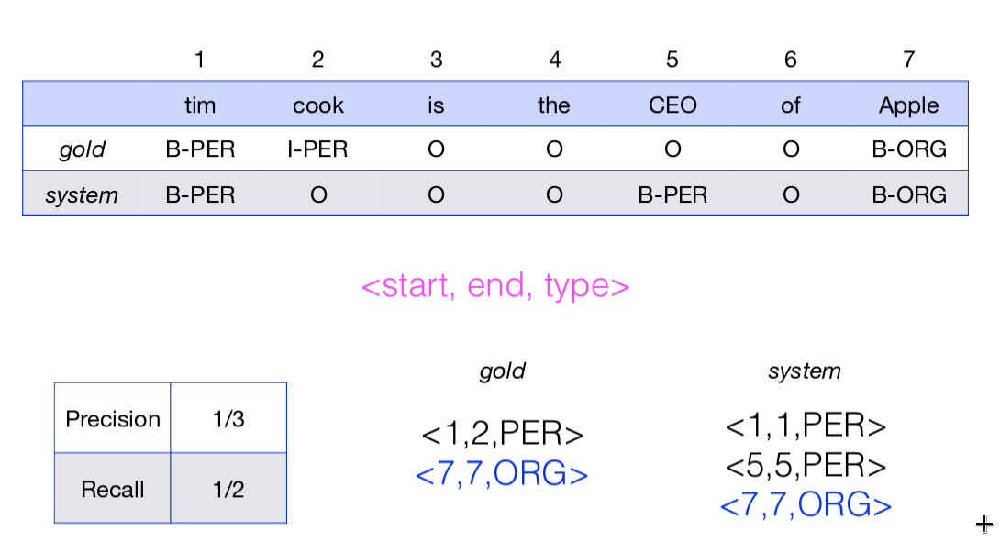 1 2 3 4 5 6 7
tim cook is the CEO of Apple
gold B-PER I-PER O O O O B-ORG
system B-PER O O O B-PER O B-ORG
<start, end, type>
Precision 1/3
Recall 1/2
gold
<1,2,PER>
<7,7,ORG>
system
<1,1,PER>
<5,5,PER>
<7,7,ORG>